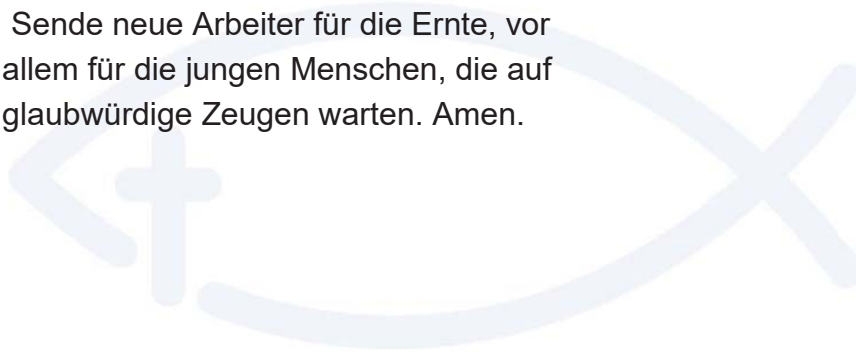 Sende neue Arbeiter für die Ernte, vor
allem für die jungen Menschen, die auf
glaubwürdige Zeugen warten. Amen.